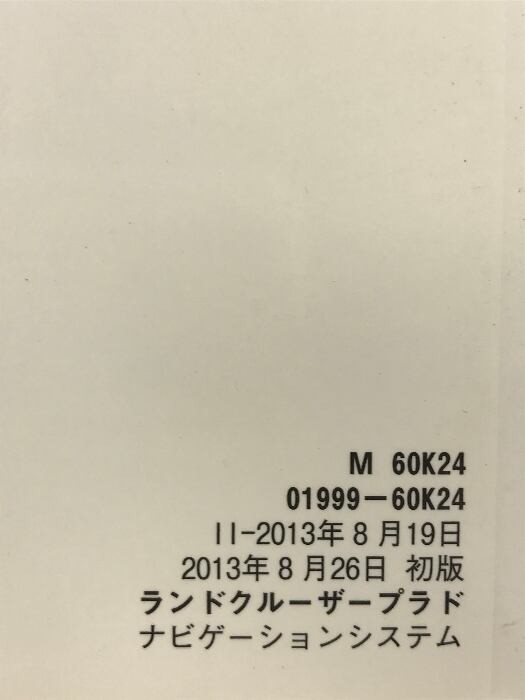 M 60K24
01999−60K24
II-2013年8月19日
2013年8月26日 初版
ランドクルーザープラド
ナビゲーションシステム